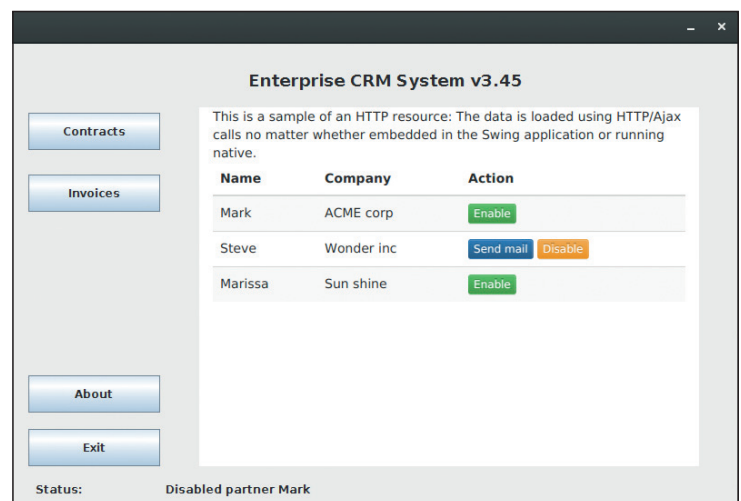 Enterprise CRM System v3.45
Contracts
Invoices
About
Exit
This is a sample of an HTTP resource: The data is loaded using HTTP/Ajax
calls no matter whether embedded in the Swing application or running
native.
Name Company Action
Mark ACME corp Enable
Steve Wonder inc Send mail Disable
Marissa Sun shine Enable
Status: Disabled partner Mark